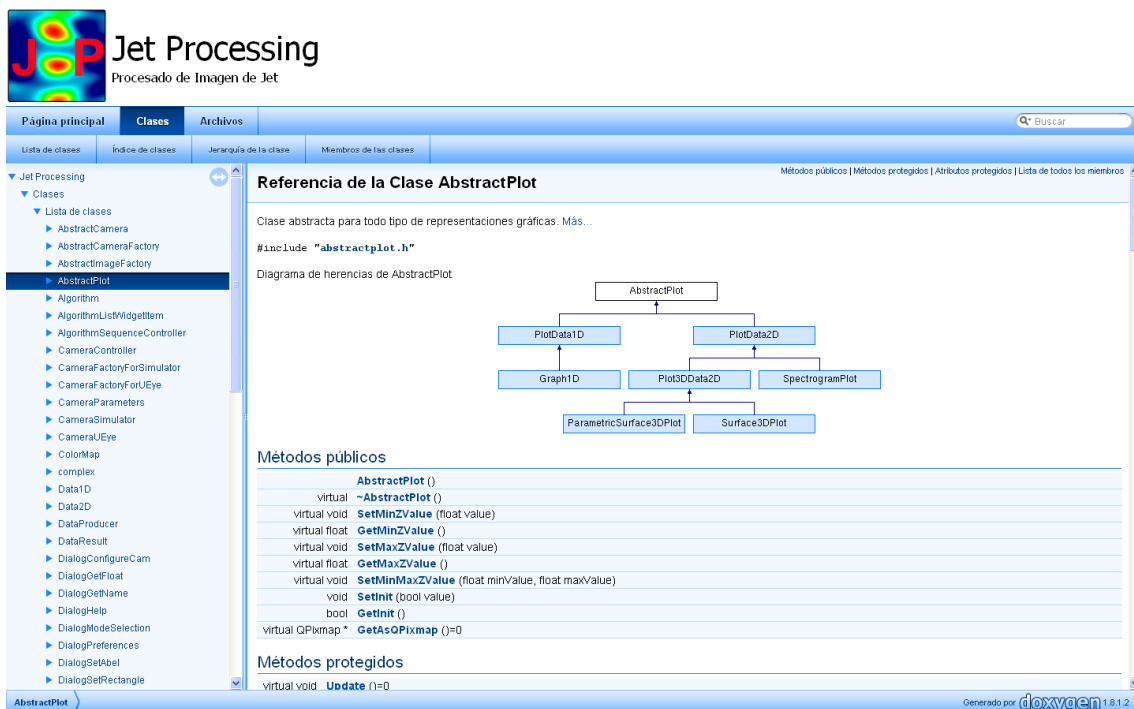 JOP
Jet Processing
Procesado de Imagen de Jet
Página principal Clases Archivos Buscar
Lista de clases Índice de clases Jerarquía de la clase Miembros de las clases
Jet Processing
Clases
Lista de clases
AbstractCamera
AbstractCameraFactory
AbstractImageFactory
AbstractPlot
Algorithm
AlgorithmListWidgetItem
AlgorithmSequenceController
CameraController
CameraFactoryForSimulator
CameraFactoryForUEye
CameraParameters
CameraSimulator
CameraUEye
ColorMap
complex
Data1D
Data2D
DataProducer
DataResult
DialogConfigureCam
DialogGetFloat
DialogGetName
DialogHelp
DialogModeSelection
DialogPreferences
DialogSetAbel
DialogSetRectangle
Métodos públicos | Métodos protegidos | Atributos protegidos | Lista de todos los miembros
Referencia de la Clase AbstractPlot
Clase abstracta para todo tipo de representaciones gráficas. Más...
#include "abstractplot.h"
Diagrama de herencias de AbstractPlot
AbstractPlot
PlotData1D PlotData2D
Graph1D Plot3DData2D SpectrogramPlot
ParametricSurface3DPlot Surface3DPlot
Métodos públicos
AbstractPlot ()
virtual ~AbstractPlot ()
virtual void SetMinZValue (float value)
virtual float GetMinZValue ()
virtual void SetMaxZValue (float value)
virtual float GetMaxZValue ()
virtual void SetMinMaxZValue (float minValue, float maxValue)
void SetInit (bool value)
bool GetInit ()
virtual QPixmap * GetAsQPixmap ()=0
Métodos protegidos
virtual void Update ()=0
AbstractPlot
Generado por doxygen 1.8.1.2